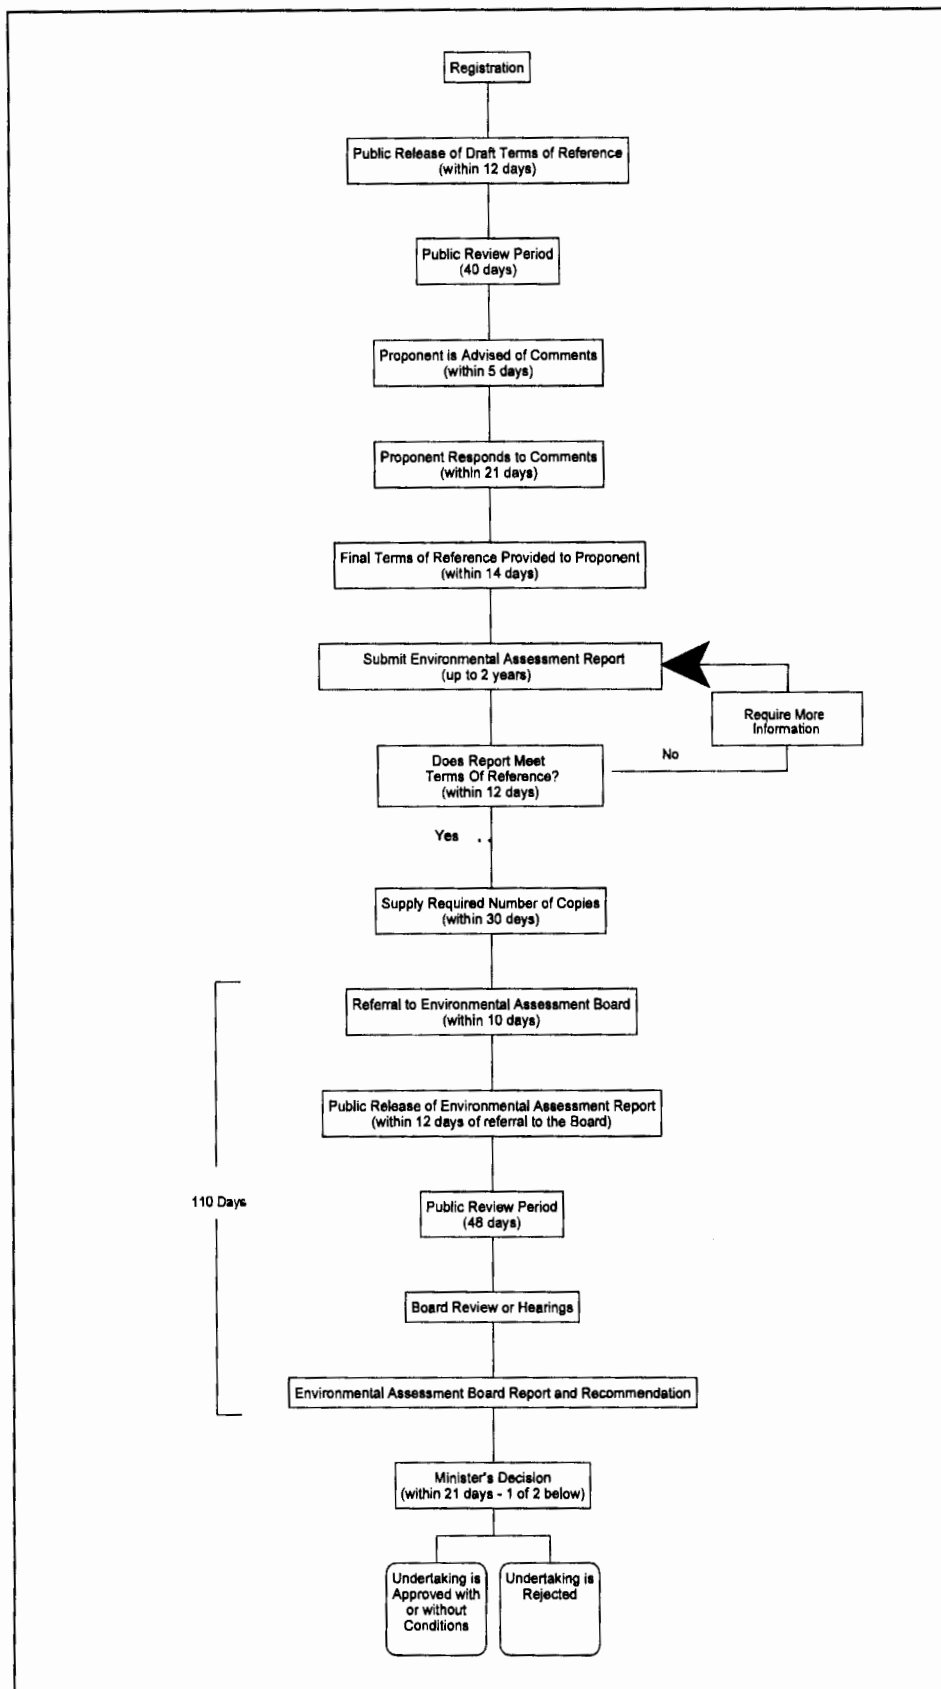 Registration
Public Release of Draft Terms of Reference
(within 12 days)
Public Review Period
(40 days)
Proponent is Advised of Comments
(within 5 days)
Proponent Responds to Comments
(within 21 days)
Final Terms of Reference Provided to Proponent
(within 14 days)
Submit Environmental Assessment Report
(up to 2 years)
Require More
Information
Does Report Meet
Terms Of Reference?
(within 12 days)
No
Yes
Supply Required Number of Copies
(within 30 days)
Referral to Environmental Assessment Board
(within 10 days)
Public Release of Environmental Assessment Report
(within 12 days of referral to the Board)
110 Days
Public Review Period
(48 days)
Board Review or Hearings
Environmental Assessment Board Report and Recommendation
Minister's Decision
(within 21 days - 1 of 2 below)
Undertaking is
Approved with
or without
Conditions
Undertaking is
Rejected